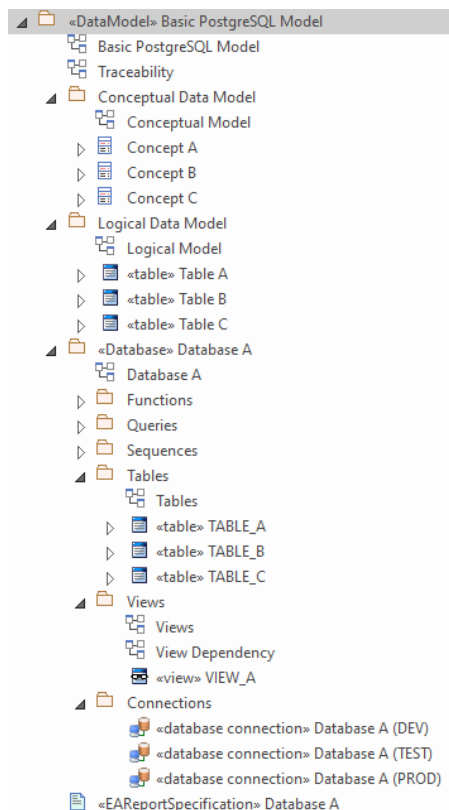 «DataModel» Basic PostgreSQL Model
Basic PostgreSQL Model
Traceability
Conceptual Data Model
Conceptual Model
Concept A
Concept B
Concept C
Logical Data Model
Logical Model
«table» Table A
«table» Table B
«table» Table C
«Database» Database A
Database A
Functions
Queries
Sequences
Tables
Tables
«table» TABLE_A
«table» TABLE_B
«table» TABLE_C
Views
Views
View Dependency
«view» VIEW_A
Connections
«database connection» Database A (DEV)
«database connection» Database A (TEST)
«database connection» Database A (PROD)
«EAReportSpecification» Database A